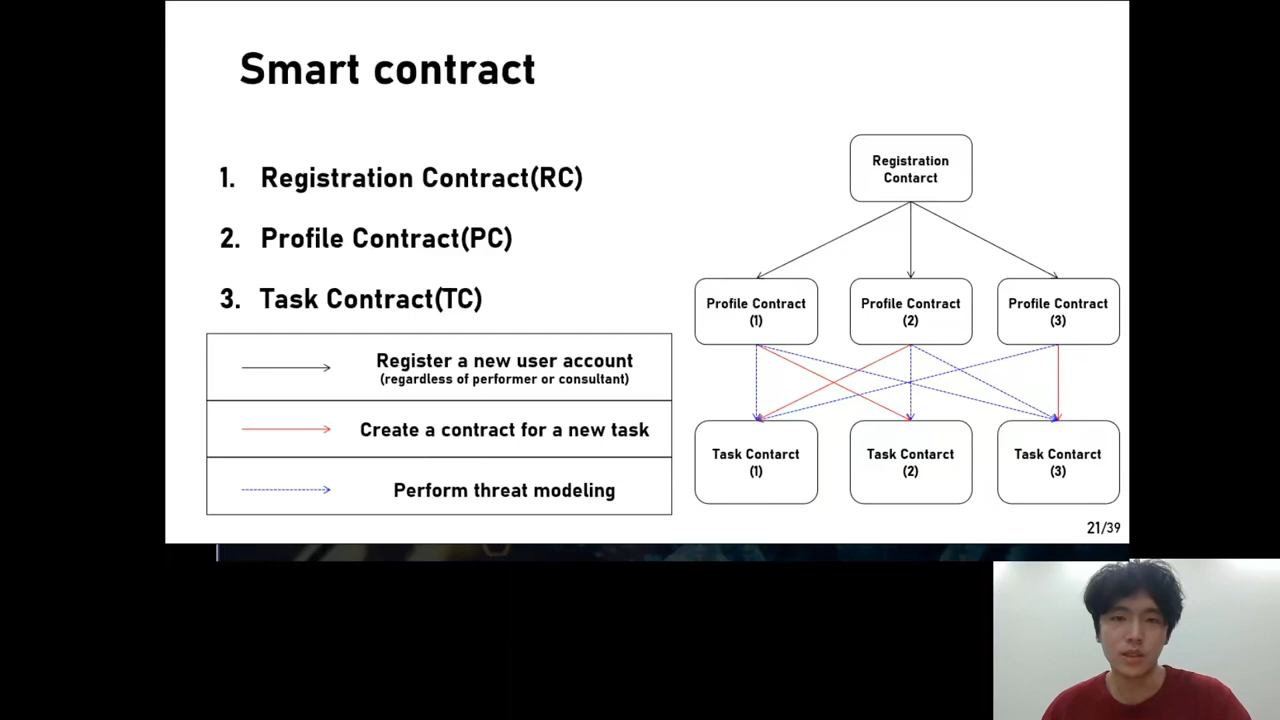 Smart contract
1. Registration Contract(RC)
2. Profile Contract(PC)
3. Task Contract(TC)
Register a new user account
(regardless of performer or consultant)
Create a contract for a new task
Perform threat modeling
Registration
Contarct
Profile Contract
(1)
Profile Contract
(2)
Profile Contract
(3)
Task Contarct
(1)
Task Contarct
(2)
Task Contarct
(3)
21/39